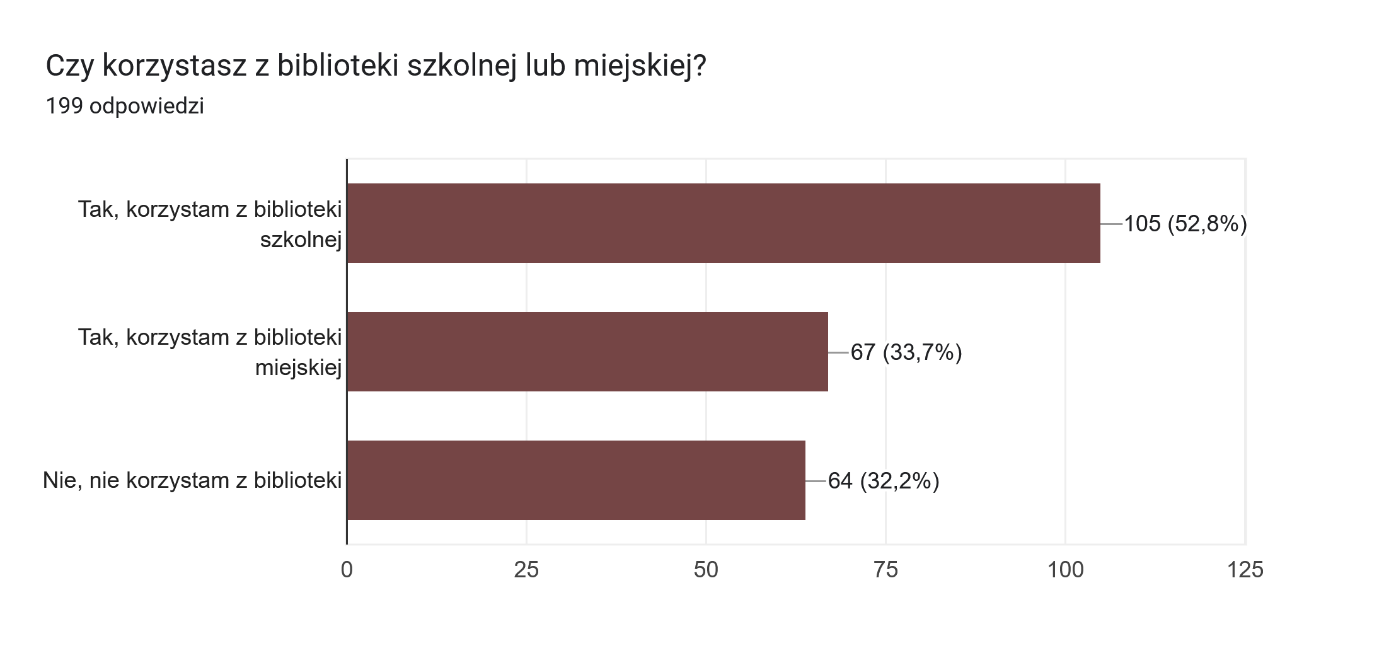 Czy korzystasz z biblioteki szkolnej lub miejskiej?
199 odpowiedzi
Tak, korzystam z biblioteki
szkolnej
105 (52,8%)
Tak, korzystam z biblioteki
miejskiej
67 (33,7%)
Nie, nie korzystam z biblioteki
64 (32,2%)
0 25 50 75 100 125